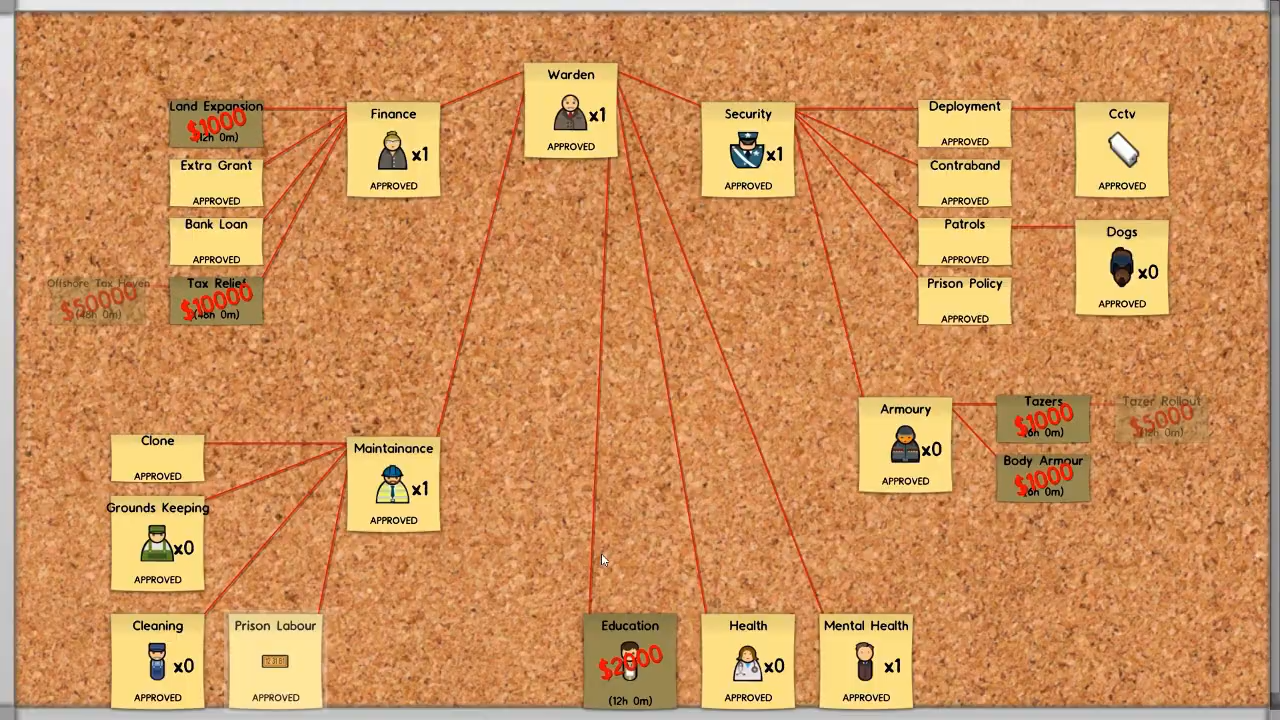 Warden
x1
APPROVED
Land Expansion
$1000
(12h 0m)
Finance
x1
APPROVED
Security
x1
APPROVED
Deployment
APPROVED
Cctv
APPROVED
Extra Grant
APPROVED
Contraband
APPROVED
Bank Loan
APPROVED
Patrols
APPROVED
Dogs
x0
APPROVED
Offshore Tax Haven
$50000
(48h 0m)
Tax Relief
$10000
(48h 0m)
Prison Policy
APPROVED
Armoury
x0
APPROVED
Tazers
$1000
(6h 0m)
Tazer Rollout
$5000
(12h 0m)
Body Armour
$1000
(6h 0m)
Clone
APPROVED
Maintainance
x1
APPROVED
Grounds Keeping
x0
APPROVED
Cleaning
x0
APPROVED
Prison Labour
APPROVED
Education
$2000
(12h 0m)
Health
x0
APPROVED
Mental Health
x1
APPROVED